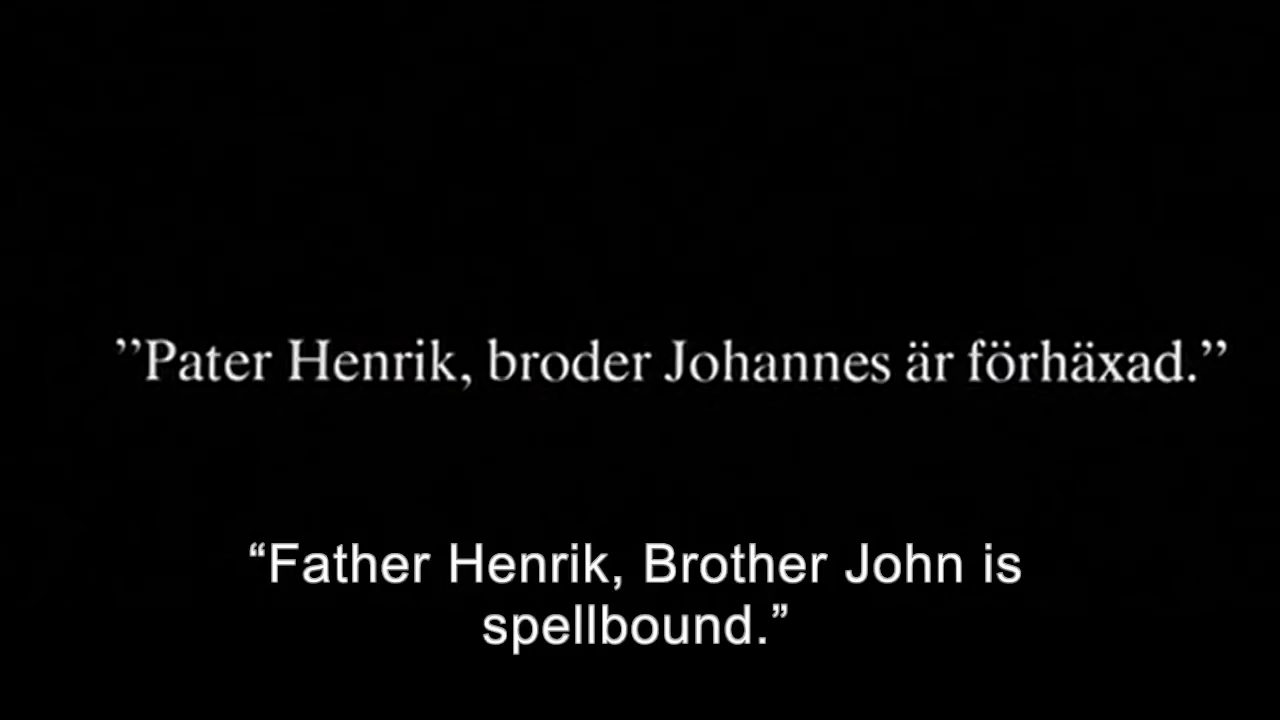 ”Pater Henrik, broder Johannes är förhäxad.”
“Father Henrik, Brother John is
spellbound.”